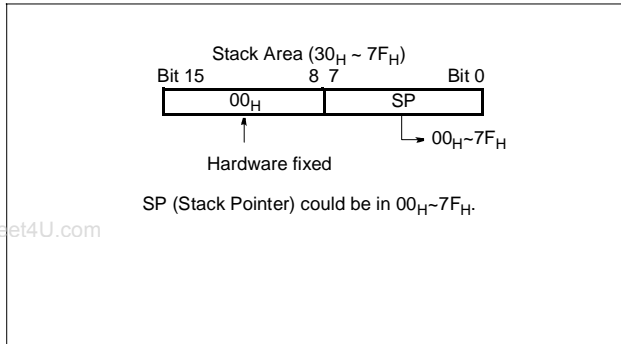 Stack Area (30H ~ 7FH)
Bit 15 8 7 Bit 0
00H SP
00H~7FH
Hardware fixed
SP (Stack Pointer) could be in 00H~7FH.
eet4U.com